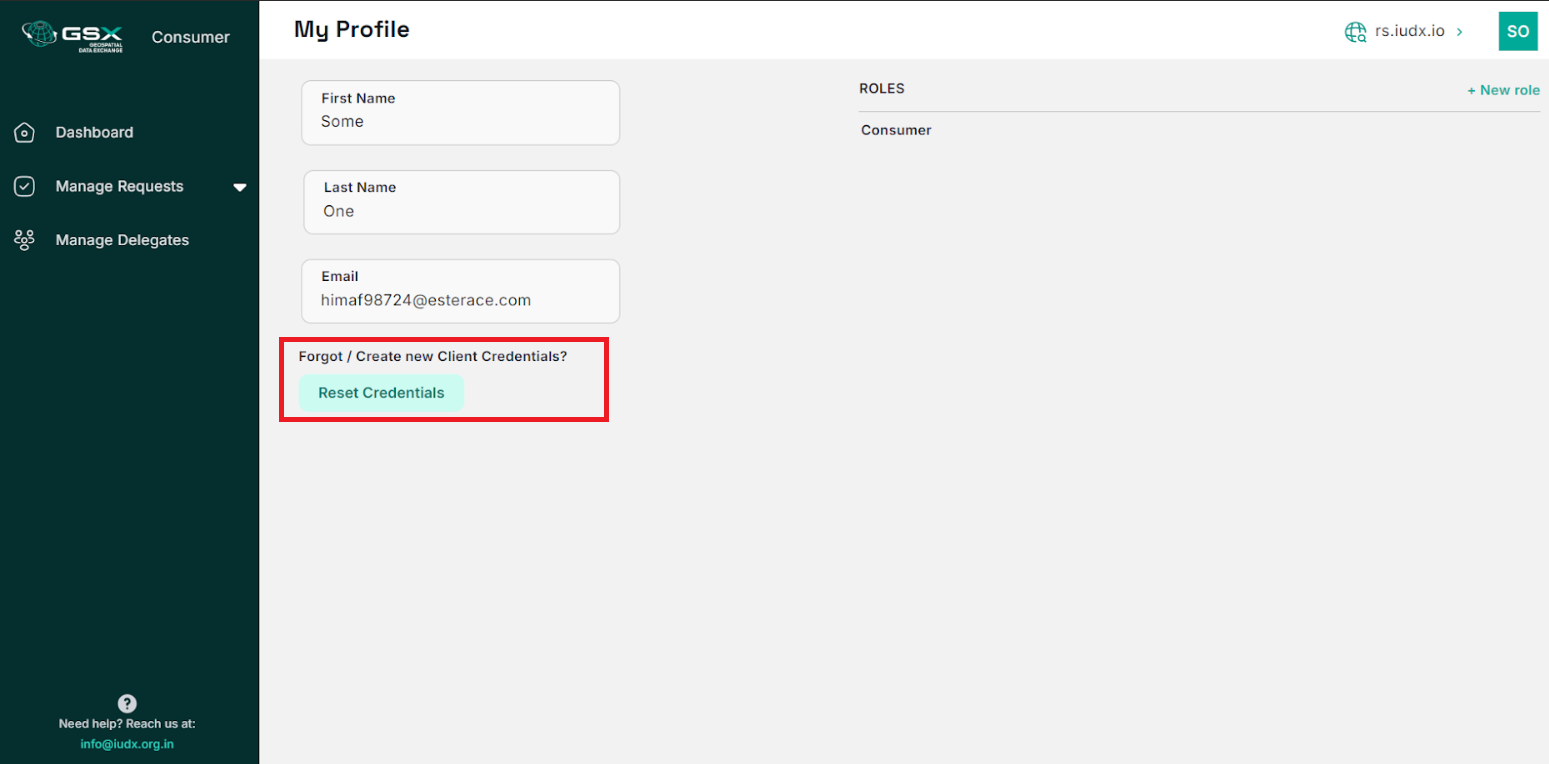 GSX
GEOSPATIAL
DATA EXCHANGE
Consumer
Dashboard
Manage Requests
Manage Delegates
Need help? Reach us at:
info@iudx.org.in
My Profile
rs.iudx.io
SO
First Name
Some
Last Name
One
Email
himaf98724@esterace.com
Forgot / Create new Client Credentials?
Reset Credentials
ROLES
+ New role
Consumer